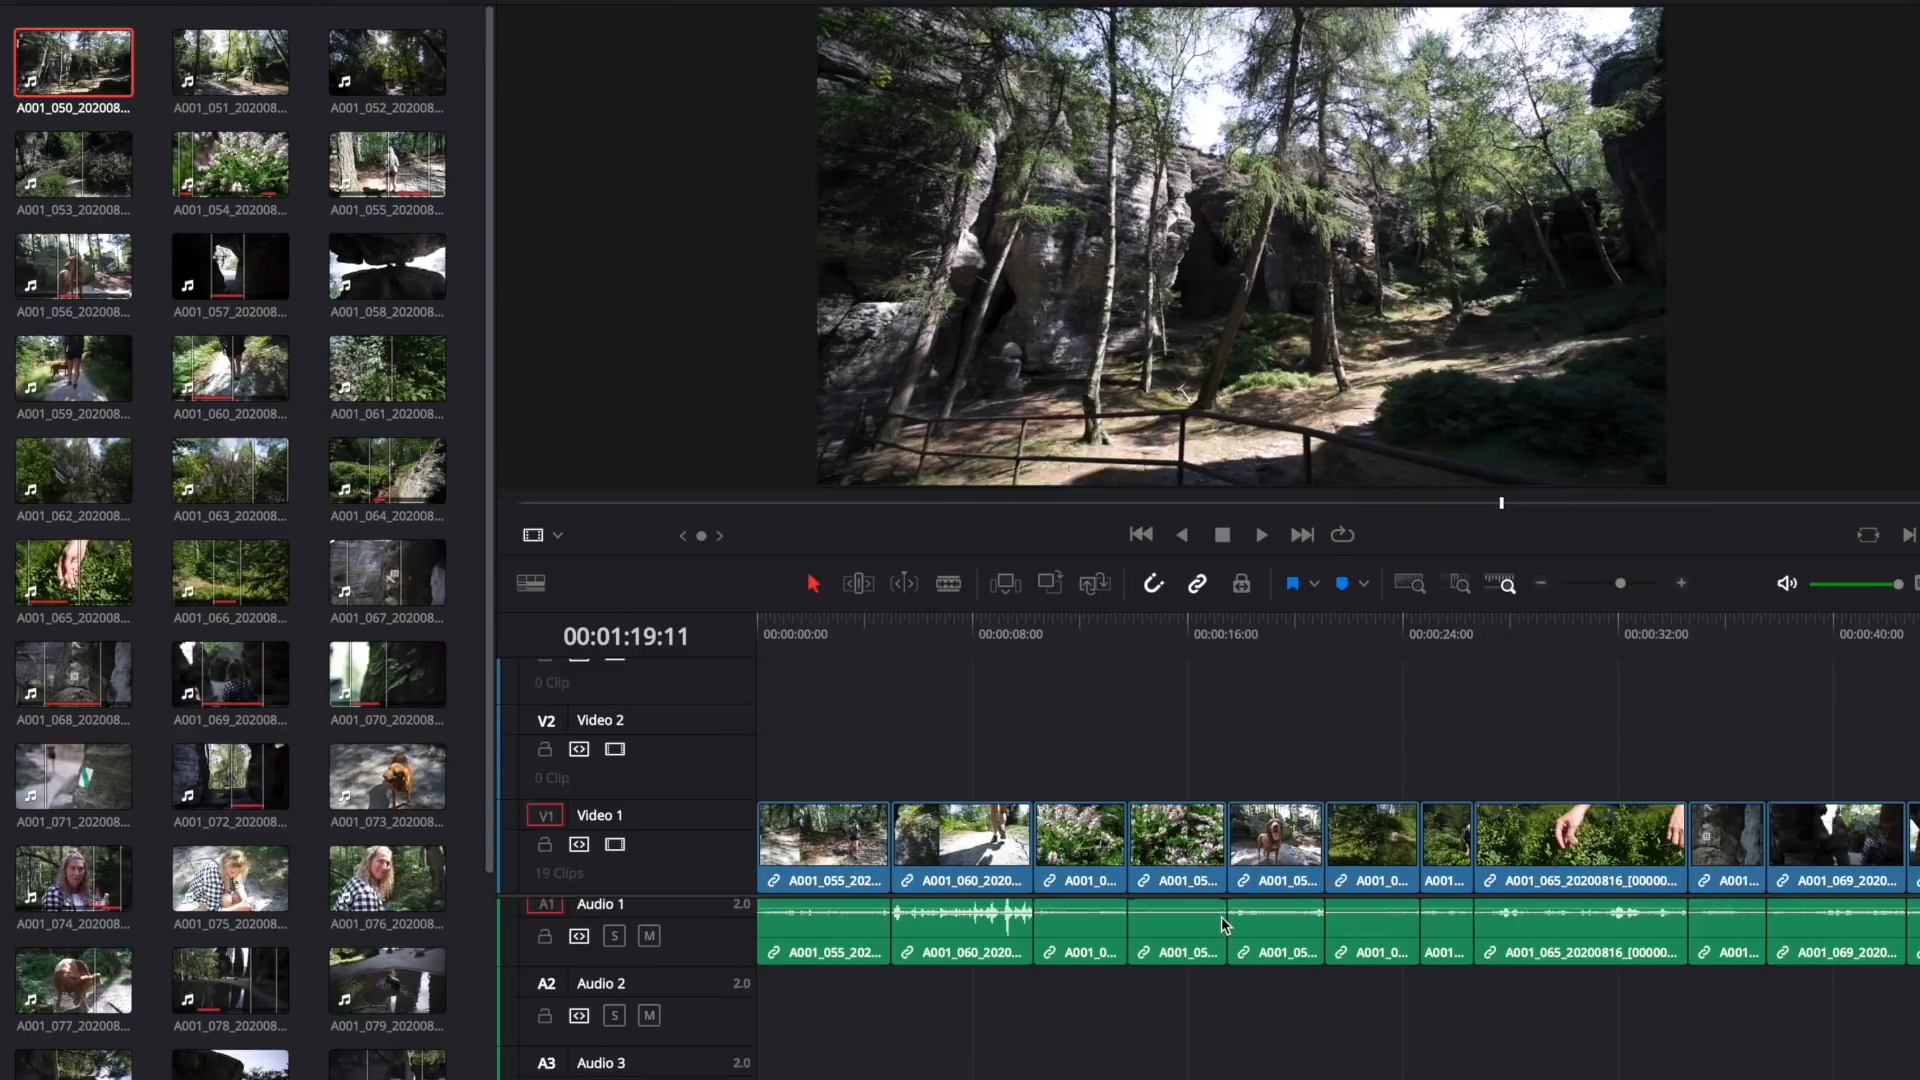 A001_050_202008...
A001_051_202008...
A001_052_202008...
A001_053_202008...
A001_054_202008...
A001_055_202008...
A001_056_202008...
A001_057_202008...
A001_058_202008...
A001_059_202008...
A001_060_202008...
A001_061_202008...
A001_062_202008...
A001_063_202008...
A001_064_202008...
A001_065_202008...
A001_066_202008...
A001_067_202008...
A001_068_202008...
A001_069_202008...
A001_070_202008...
A001_071_202008...
A001_072_202008...
A001_073_202008...
A001_074_202008...
A001_075_202008...
A001_076_202008...
A001_077_202008...
A001_078_202008...
A001_079_202008...
00:01:19:11
00:00:00:00
00:00:08:00
00:00:16:00
00:00:24:00
00:00:32:00
00:00:40:00
0 Clip
V2 Video 2
0 Clip
V1 Video 1
19 Clips
A001_055_202...
A001_060_2020...
A001_0...
A001_05...
A001_05...
A001_0...
A001...
A001_065_20200816_[00000...
A001...
A001_069_2020...
A1 Audio 1 2.0
S M
A001_055_202...
A001_060_2020...
A001_0...
A001_05...
A001_05...
A001_0...
A001...
A001_065_20200816_[00000...
A001...
A001_069_2020...
A2 Audio 2 2.0
S M
A3 Audio 3 2.0